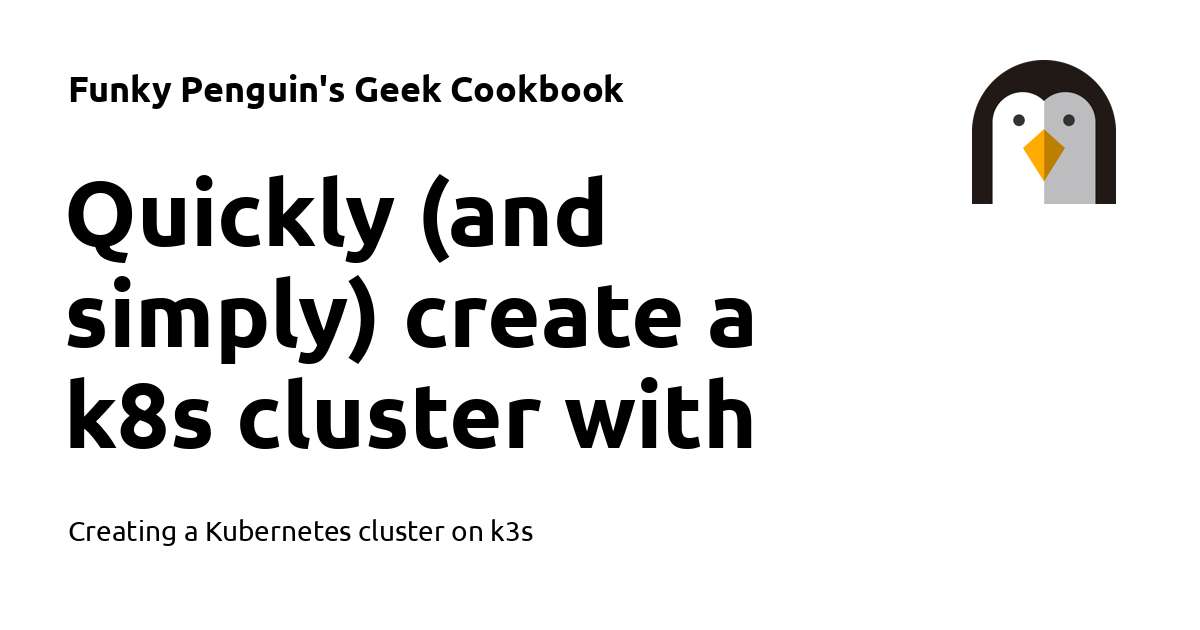 Funky Penguin's Geek Cookbook
Quickly (and
simply) create a
k8s cluster with
Creating a Kubernetes cluster on k3s